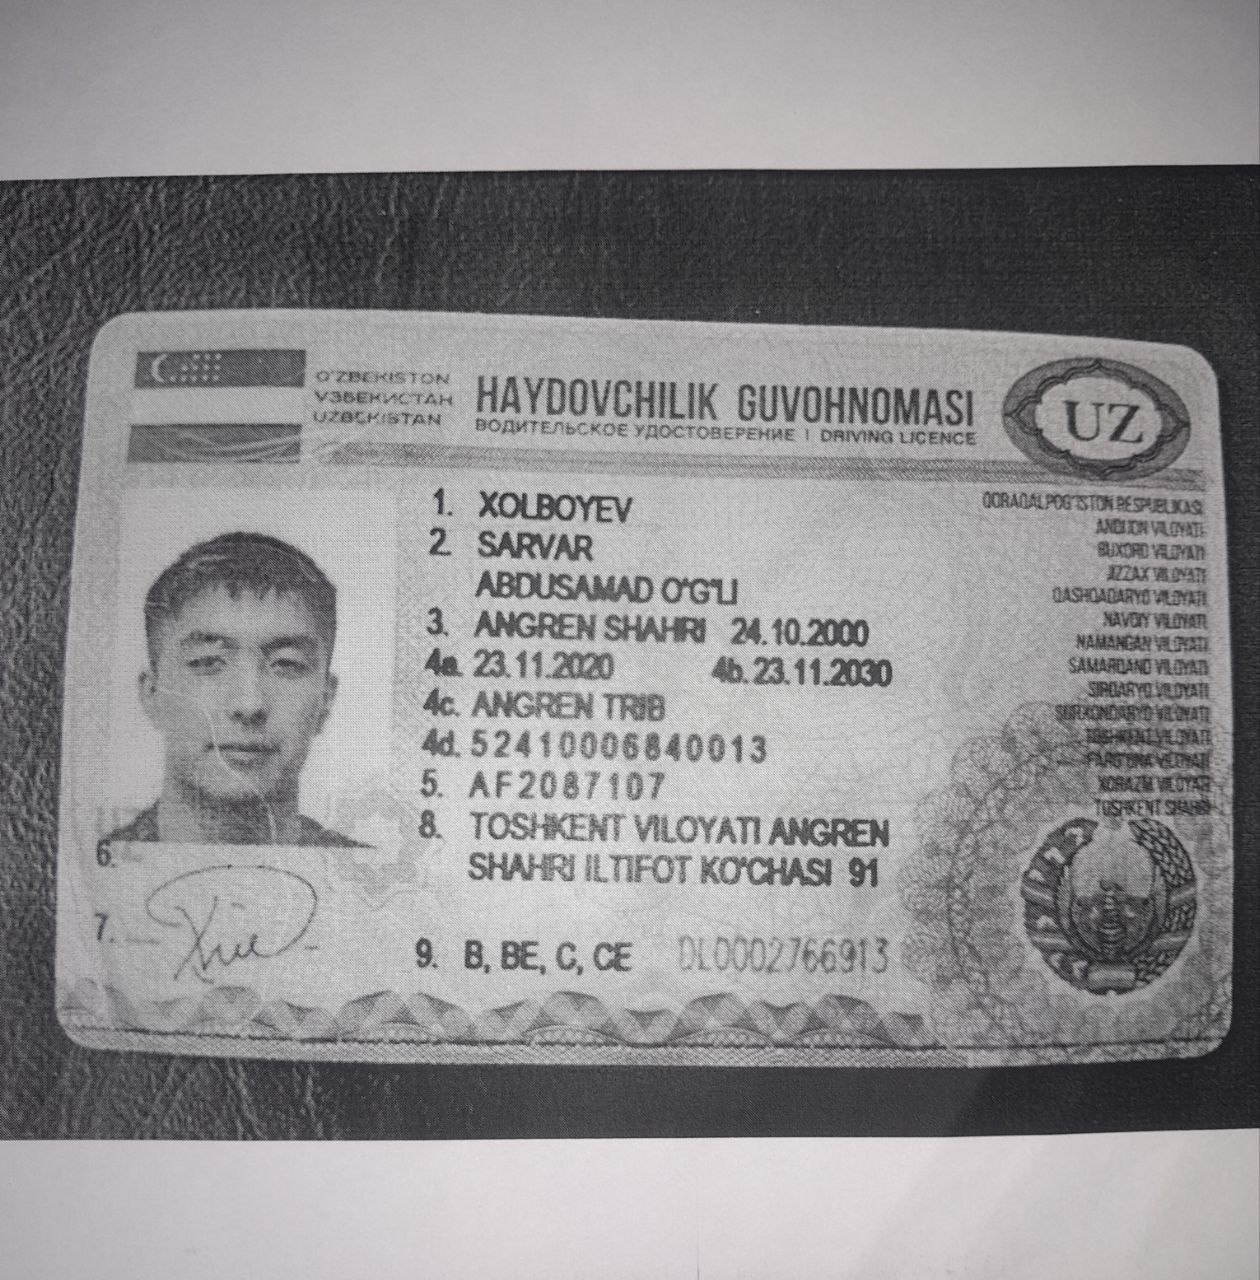 O'ZBEKISTON
УЗБЕКИСТАН
UZBEKISTAN
HAYDOVCHILIK GUVOHNOMASI
ВОДИТЕЛЬСКОЕ УДОСТОВЕРЕНИЕ | DRIVING LICENCE
UZ
1. XOLBOYEV
2. SARVAR
ABDUSAMAD O'G'LI
3. ANGREN SHAHRI 24.10.2000
4a. 23.11.2020 4b. 23.11.2030
4c. ANGREN TRIB
4d. 52410006840013
5. AF2087107
8. TOSHKENT VILOYATI ANGREN
SHAHRI ILTIFOT KO'CHASI 91
9. B, BE, C, CE DL0002766913
6.
7.
QORAQALPOG'ISTON RESPUBLIKASI
ANDIJON VILOYATI
BUXORO VILOYATI
JIZZAX VILOYATI
QASHQADARYO VILOYATI
NAVOIY VILOYATI
NAMANGAN VILOYATI
SAMARQAND VILOYATI
SIRDARYO VILOYATI
SURXONDARYO VILOYATI
TOSHKENT VILOYATI
FARG'ONA VILOYATI
XORAZM VILOYATI
TOSHKENT SHAHRI